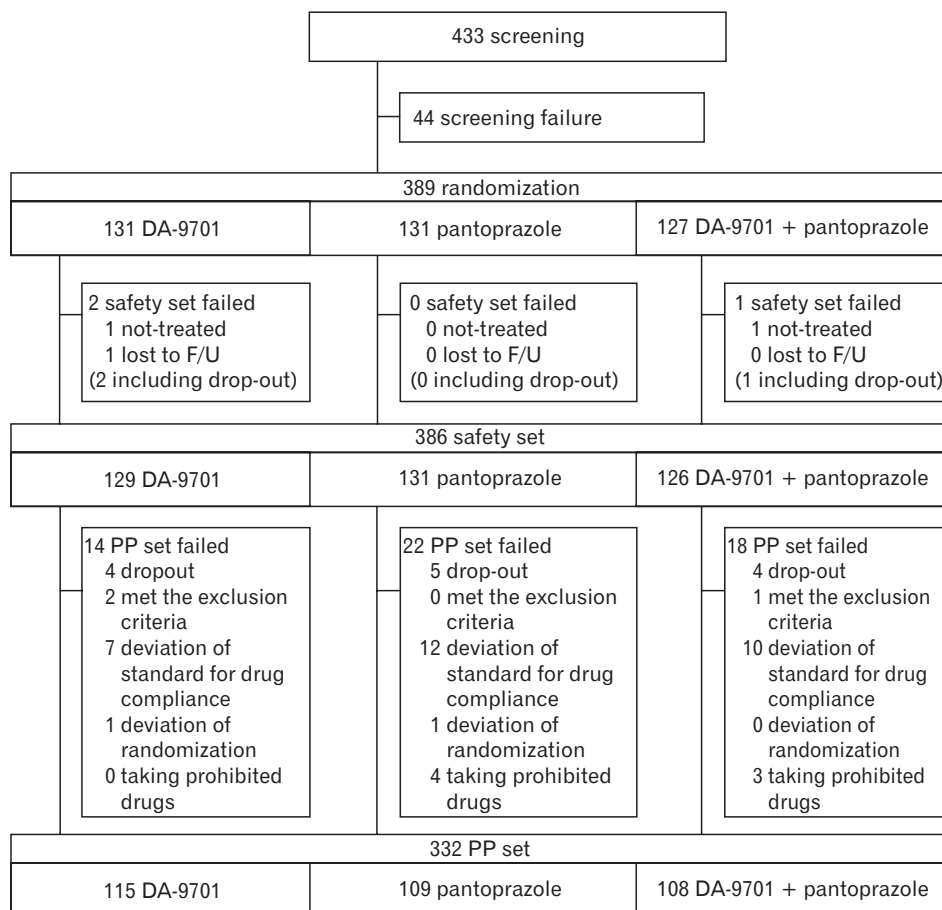 433 screening
44 screening failure
389 randomization
131 DA-9701
131 pantoprazole
127 DA-9701 + pantoprazole
2 safety set failed
1 not-treated
1 lost to F/U
(2 including drop-out)
0 safety set failed
0 not-treated
0 lost to F/U
(0 including drop-out)
1 safety set failed
1 not-treated
0 lost to F/U
(1 including drop-out)
386 safety set
129 DA-9701
131 pantoprazole
126 DA-9701 + pantoprazole
14 PP set failed
4 dropout
2 met the exclusion
criteria
7 deviation of
standard for drug
compliance
1 deviation of
randomization
0 taking prohibited
drugs
22 PP set failed
5 drop-out
0 met the exclusion
criteria
12 deviation of
standard for drug
compliance
1 deviation of
randomization
4 taking prohibited
drugs
18 PP set failed
4 drop-out
1 met the exclusion
criteria
10 deviation of
standard for drug
compliance
0 deviation of
randomization
3 taking prohibited
drugs
332 PP set
115 DA-9701
109 pantoprazole
108 DA-9701 + pantoprazole